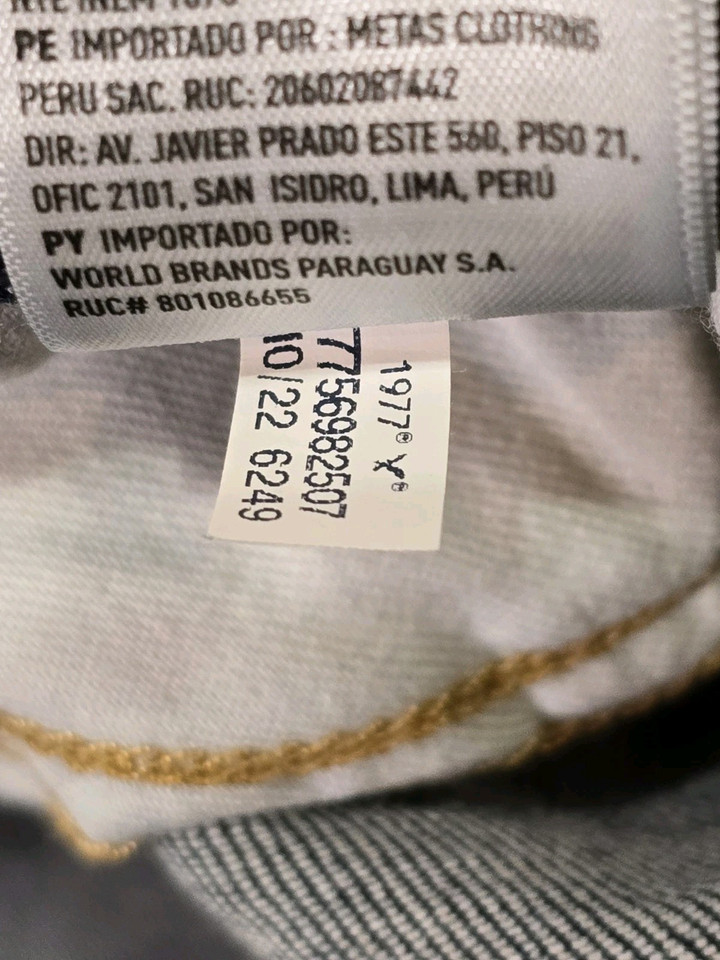 PE IMPORTADO POR: METAS CLOTHING
PERU SAC. RUC: 20602087442
DIR: AV. JAVIER PRADO ESTE 560, PISO 21,
OFIC 2101, SAN ISIDRO, LIMA, PERÚ
PY IMPORTADO POR:
WORLD BRANDS PARAGUAY S.A.
RUC# 801086655
1977®
7756982507
10/22 6249